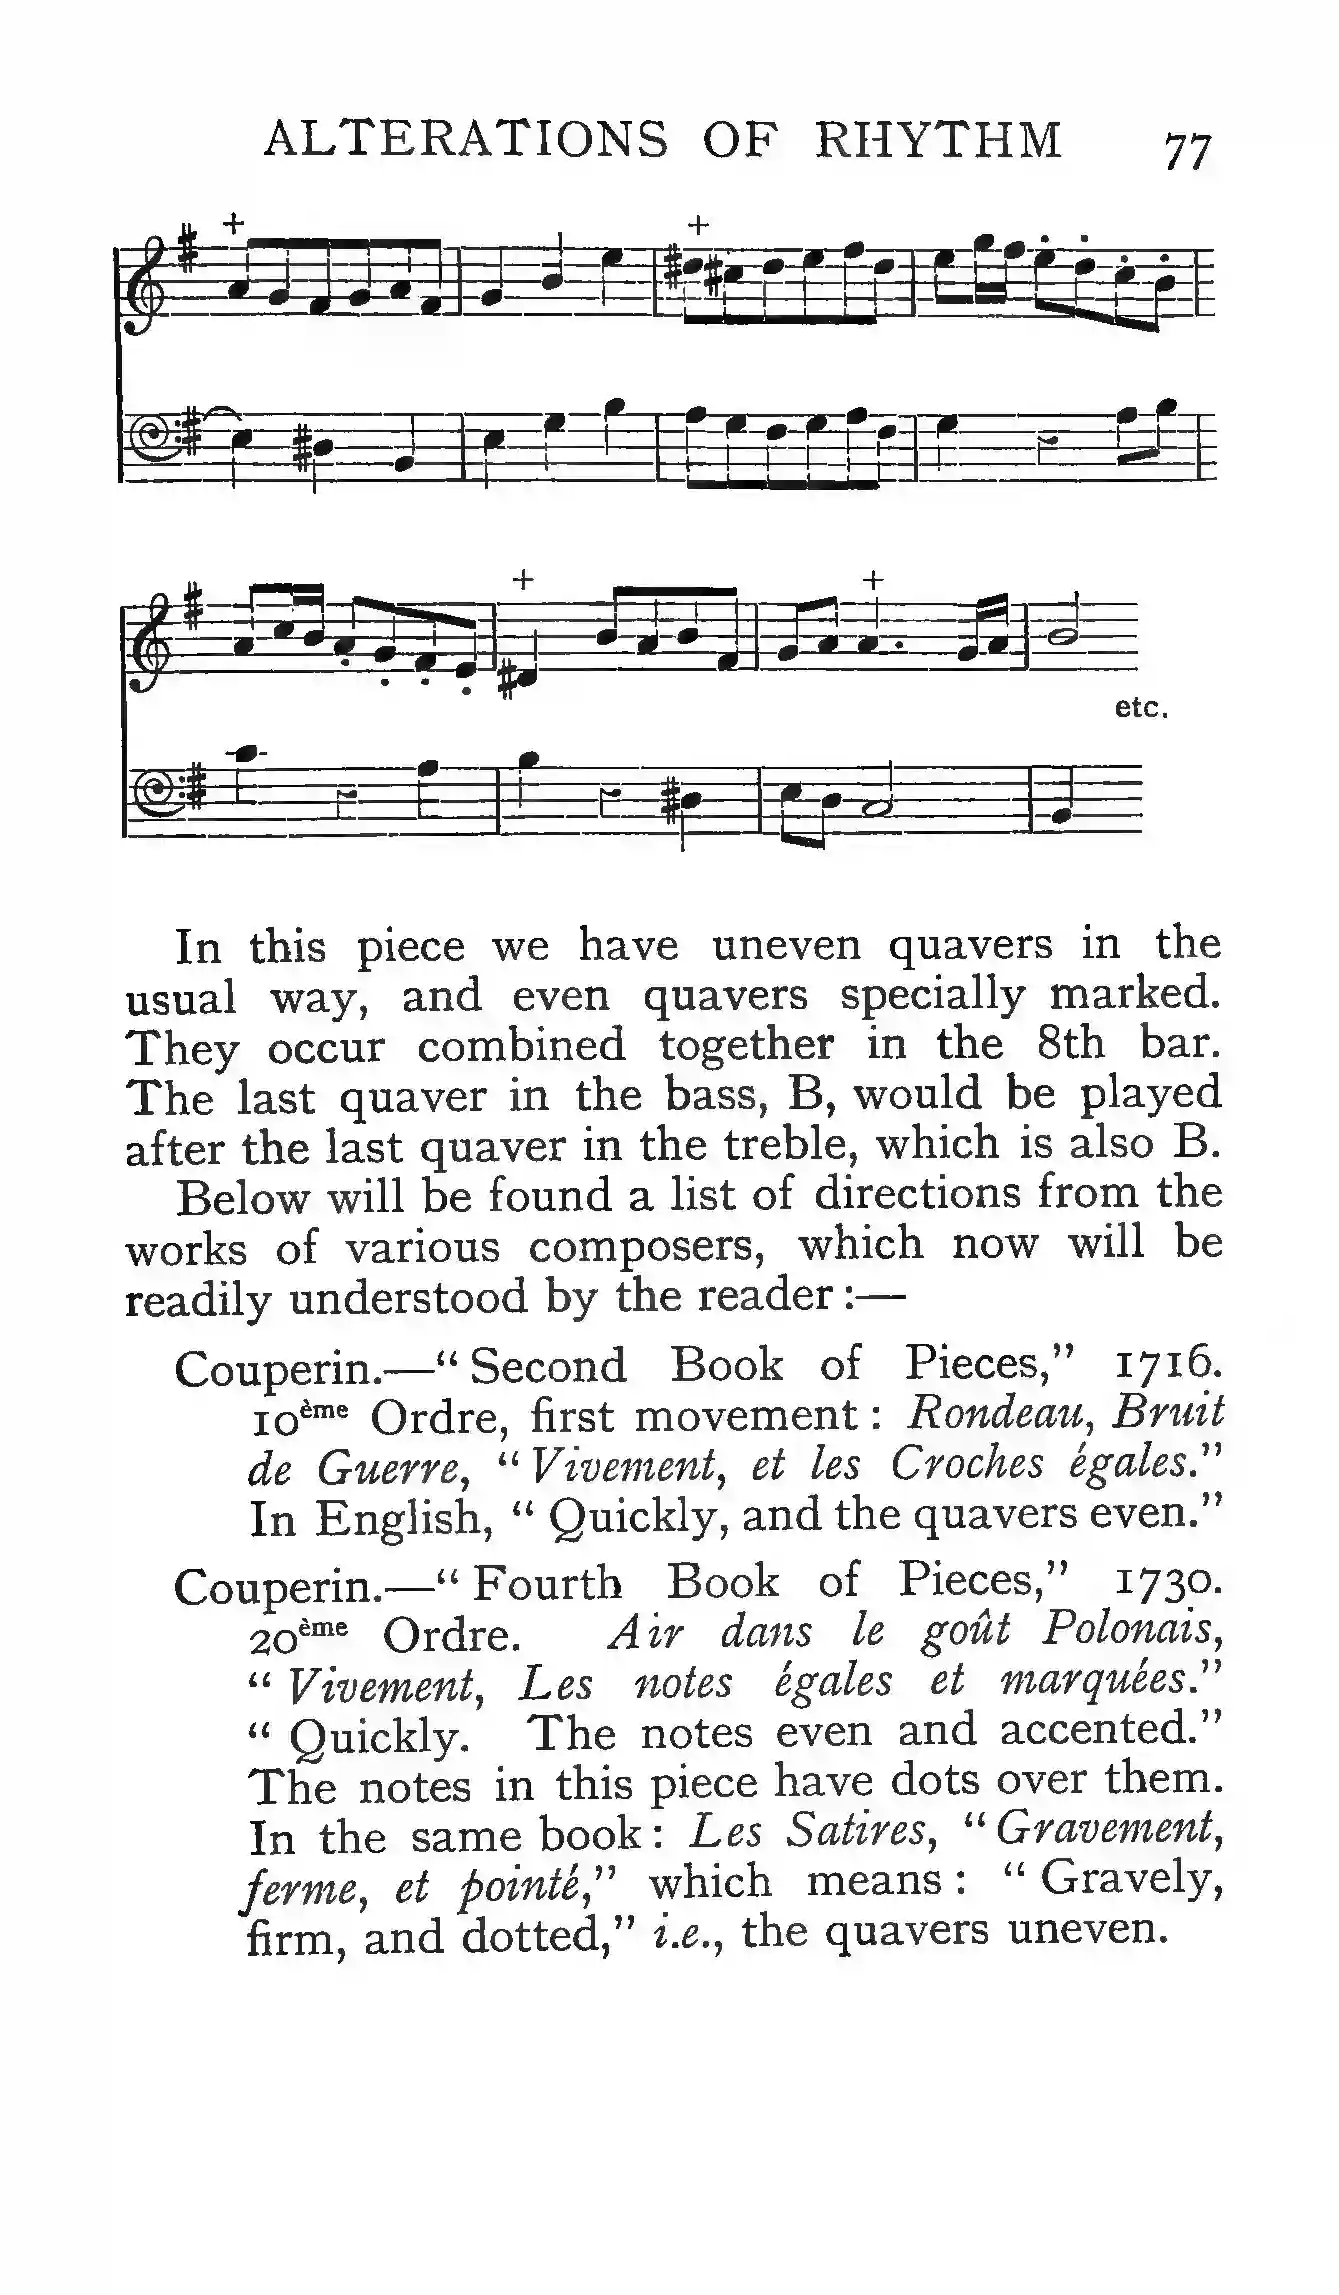 ALTERATIONS OF RHYTHM 77
etc.
In this piece we have uneven quavers in the
usual way, and even quavers specially marked.
They occur combined together in the 8th bar.
The last quaver in the bass, B, would be played
after the last quaver in the treble, which is also B.
Below will be found a list of directions from the
works of various composers, which now will be
readily understood by the reader:—
Couperin.—“Second Book of Pieces,” 1716.
10ème Ordre, first movement: Rondeau, Bruit
de Guerre, “Vivement, et les Croches égales.”
In English, “Quickly, and the quavers even.”
Couperin.—“Fourth Book of Pieces,” 1730.
20ème Ordre. Air dans le goût Polonais,
“Vivement, Les notes égales et marquées.”
“Quickly. The notes even and accented.”
The notes in this piece have dots over them.
In the same book: Les Satires, “Gravement,
ferme, et pointé,” which means: “Gravely,
firm, and dotted,” i.e., the quavers uneven.